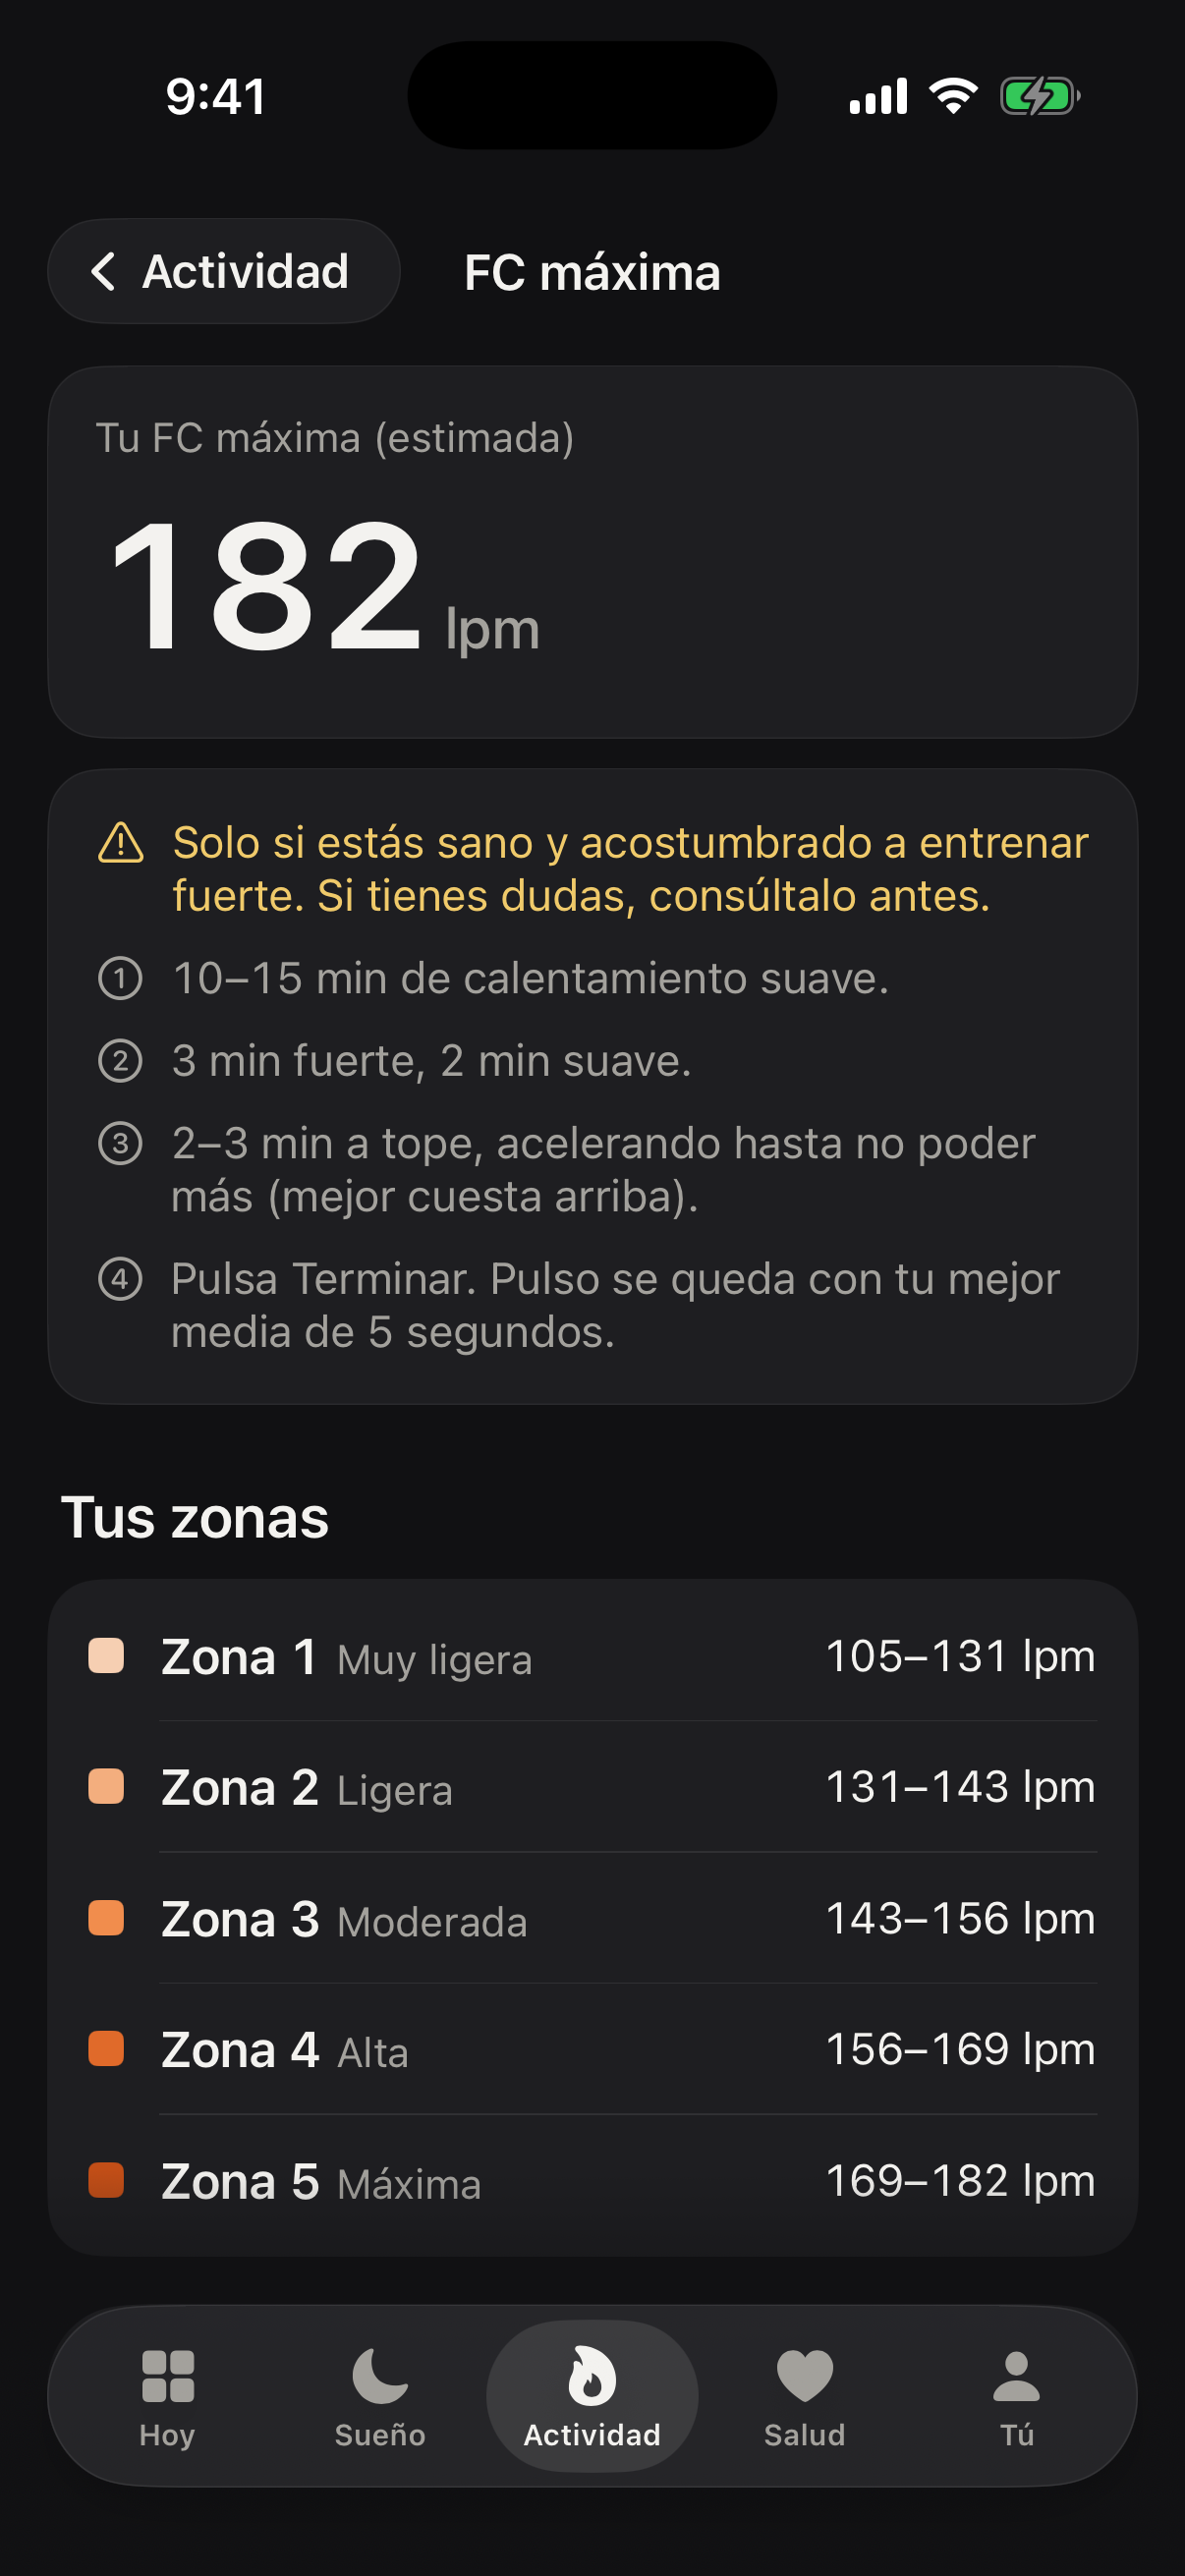 9:41
Actividad
FC máxima
Tu FC máxima (estimada)
182 lpm
Solo si estás sano y acostumbrado a entrenar
fuerte. Si tienes dudas, consúltalo antes.
1 10–15 min de calentamiento suave.
2 3 min fuerte, 2 min suave.
3 2–3 min a tope, acelerando hasta no poder
más (mejor cuesta arriba).
4 Pulsa Terminar. Pulso se queda con tu mejor
media de 5 segundos.
Tus zonas
Zona 1 Muy ligera 105–131 lpm
Zona 2 Ligera 131–143 lpm
Zona 3 Moderada 143–156 lpm
Zona 4 Alta 156–169 lpm
Zona 5 Máxima 169–182 lpm
Hoy Sueño Actividad Salud Tú